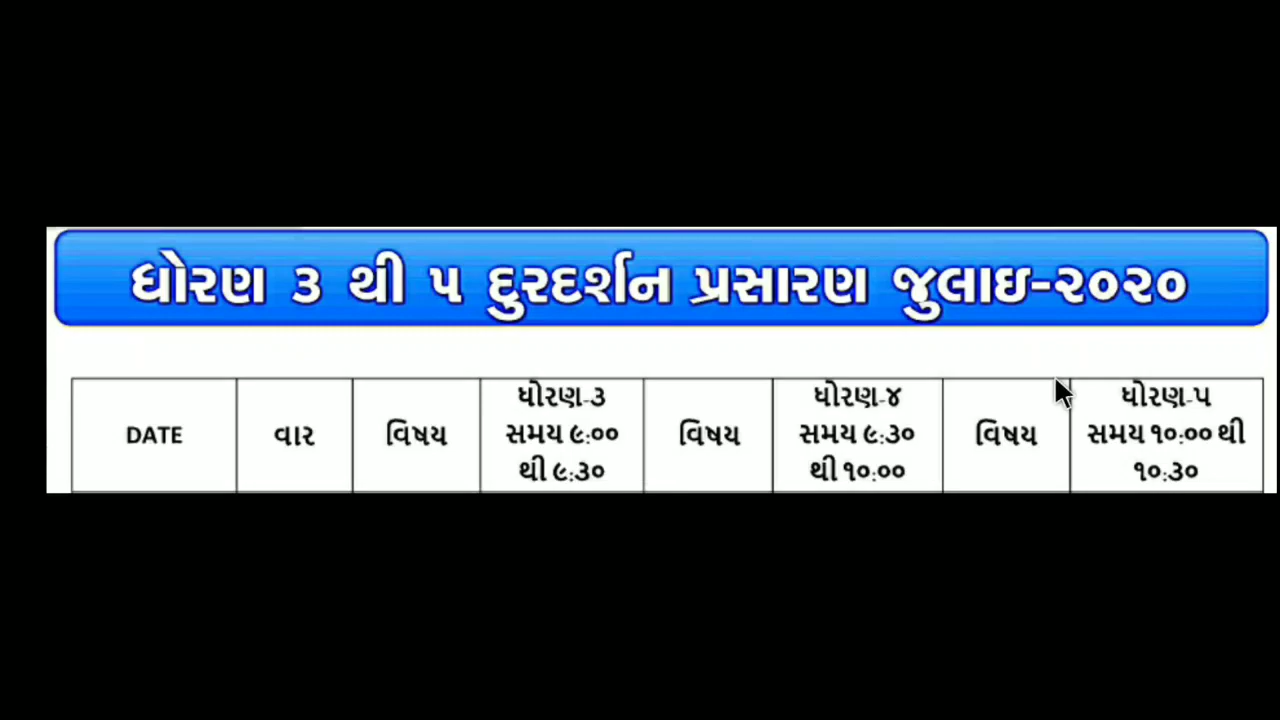 ધોરણ ૩ થી ૫ દુરદર્શન પ્રસારણ જુલાઇ-૨૦૨૦
DATE
વાર
વિષય
ધોરણ-૩
સમય ૯:૦૦
થી ૯:૩૦
વિષય
ધોરણ-૪
સમય ૯:૩૦
થી ૧૦:૦૦
વિષય
ધોરણ-૫
સમય ૧૦:૦૦ થી
૧૦:૩૦